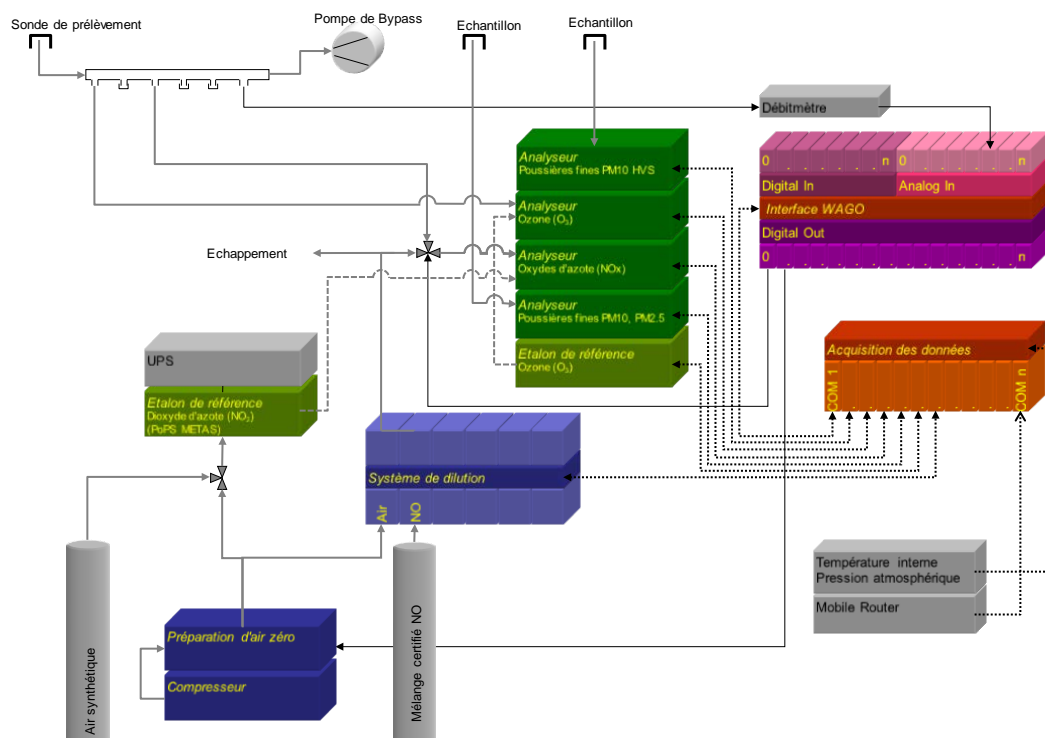 Sonde de prélèvement
Pompe de Bypass
Echantillon
Echantillon
Débitmètre
Analyseur
Poussières fines PM10 HVS
Analyseur
Ozone (O₃)
Analyseur
Oxydes d'azote (NOx)
Analyseur
Poussières fines PM10, PM2.5
Etalon de référence
Ozone (O₃)
0 . . . . . . n
0 . . . . . . n
Digital In
Analog In
Interface WAGO
Digital Out
0 . . . . . . . . . . . . . . n
Echappement
UPS
Etalon de référence
Dioxyde d'azote (NO₂)
(PoPS METAS)
Acquisition des données
COM 1
. . . . . . . . . .
COM n
Système de dilution
Air
NO
Température interne
Pression atmosphérique
Mobile Router
Préparation d'air zéro
Compresseur
Air synthétique
Mélange certifié NO